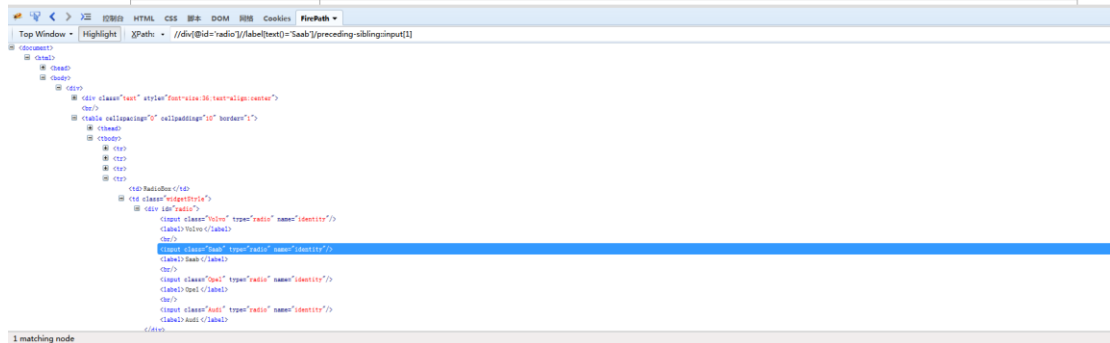 控制台 HTML CSS 脚本 DOM 网络 Cookies FirePath
Top Window Highlight XPath: //div[@id='radio']//label[text()='Saab']/preceding-sibling::input[1]
<document>
<html>
<head>
<body>
<div>
<div class="text" style="font-size:36;text-align:center">
<br/>
<table cellspacing="0" cellpadding="10" border="1">
<thead>
<tbody>
<tr>
<tr>
<tr>
<tr>
<td>RadioBox</td>
<td class="widgetStyle">
<div id="radio">
<input class="Volvo" type="radio" name="identity"/>
<label>Volvo</label>
<br/>
<input class="Saab" type="radio" name="identity"/>
<label>Saab</label>
<br/>
<input class="Opel" type="radio" name="identity"/>
<label>Opel</label>
<br/>
<input class="Audi" type="radio" name="identity"/>
<label>Audi</label>
</div>
1 matching node